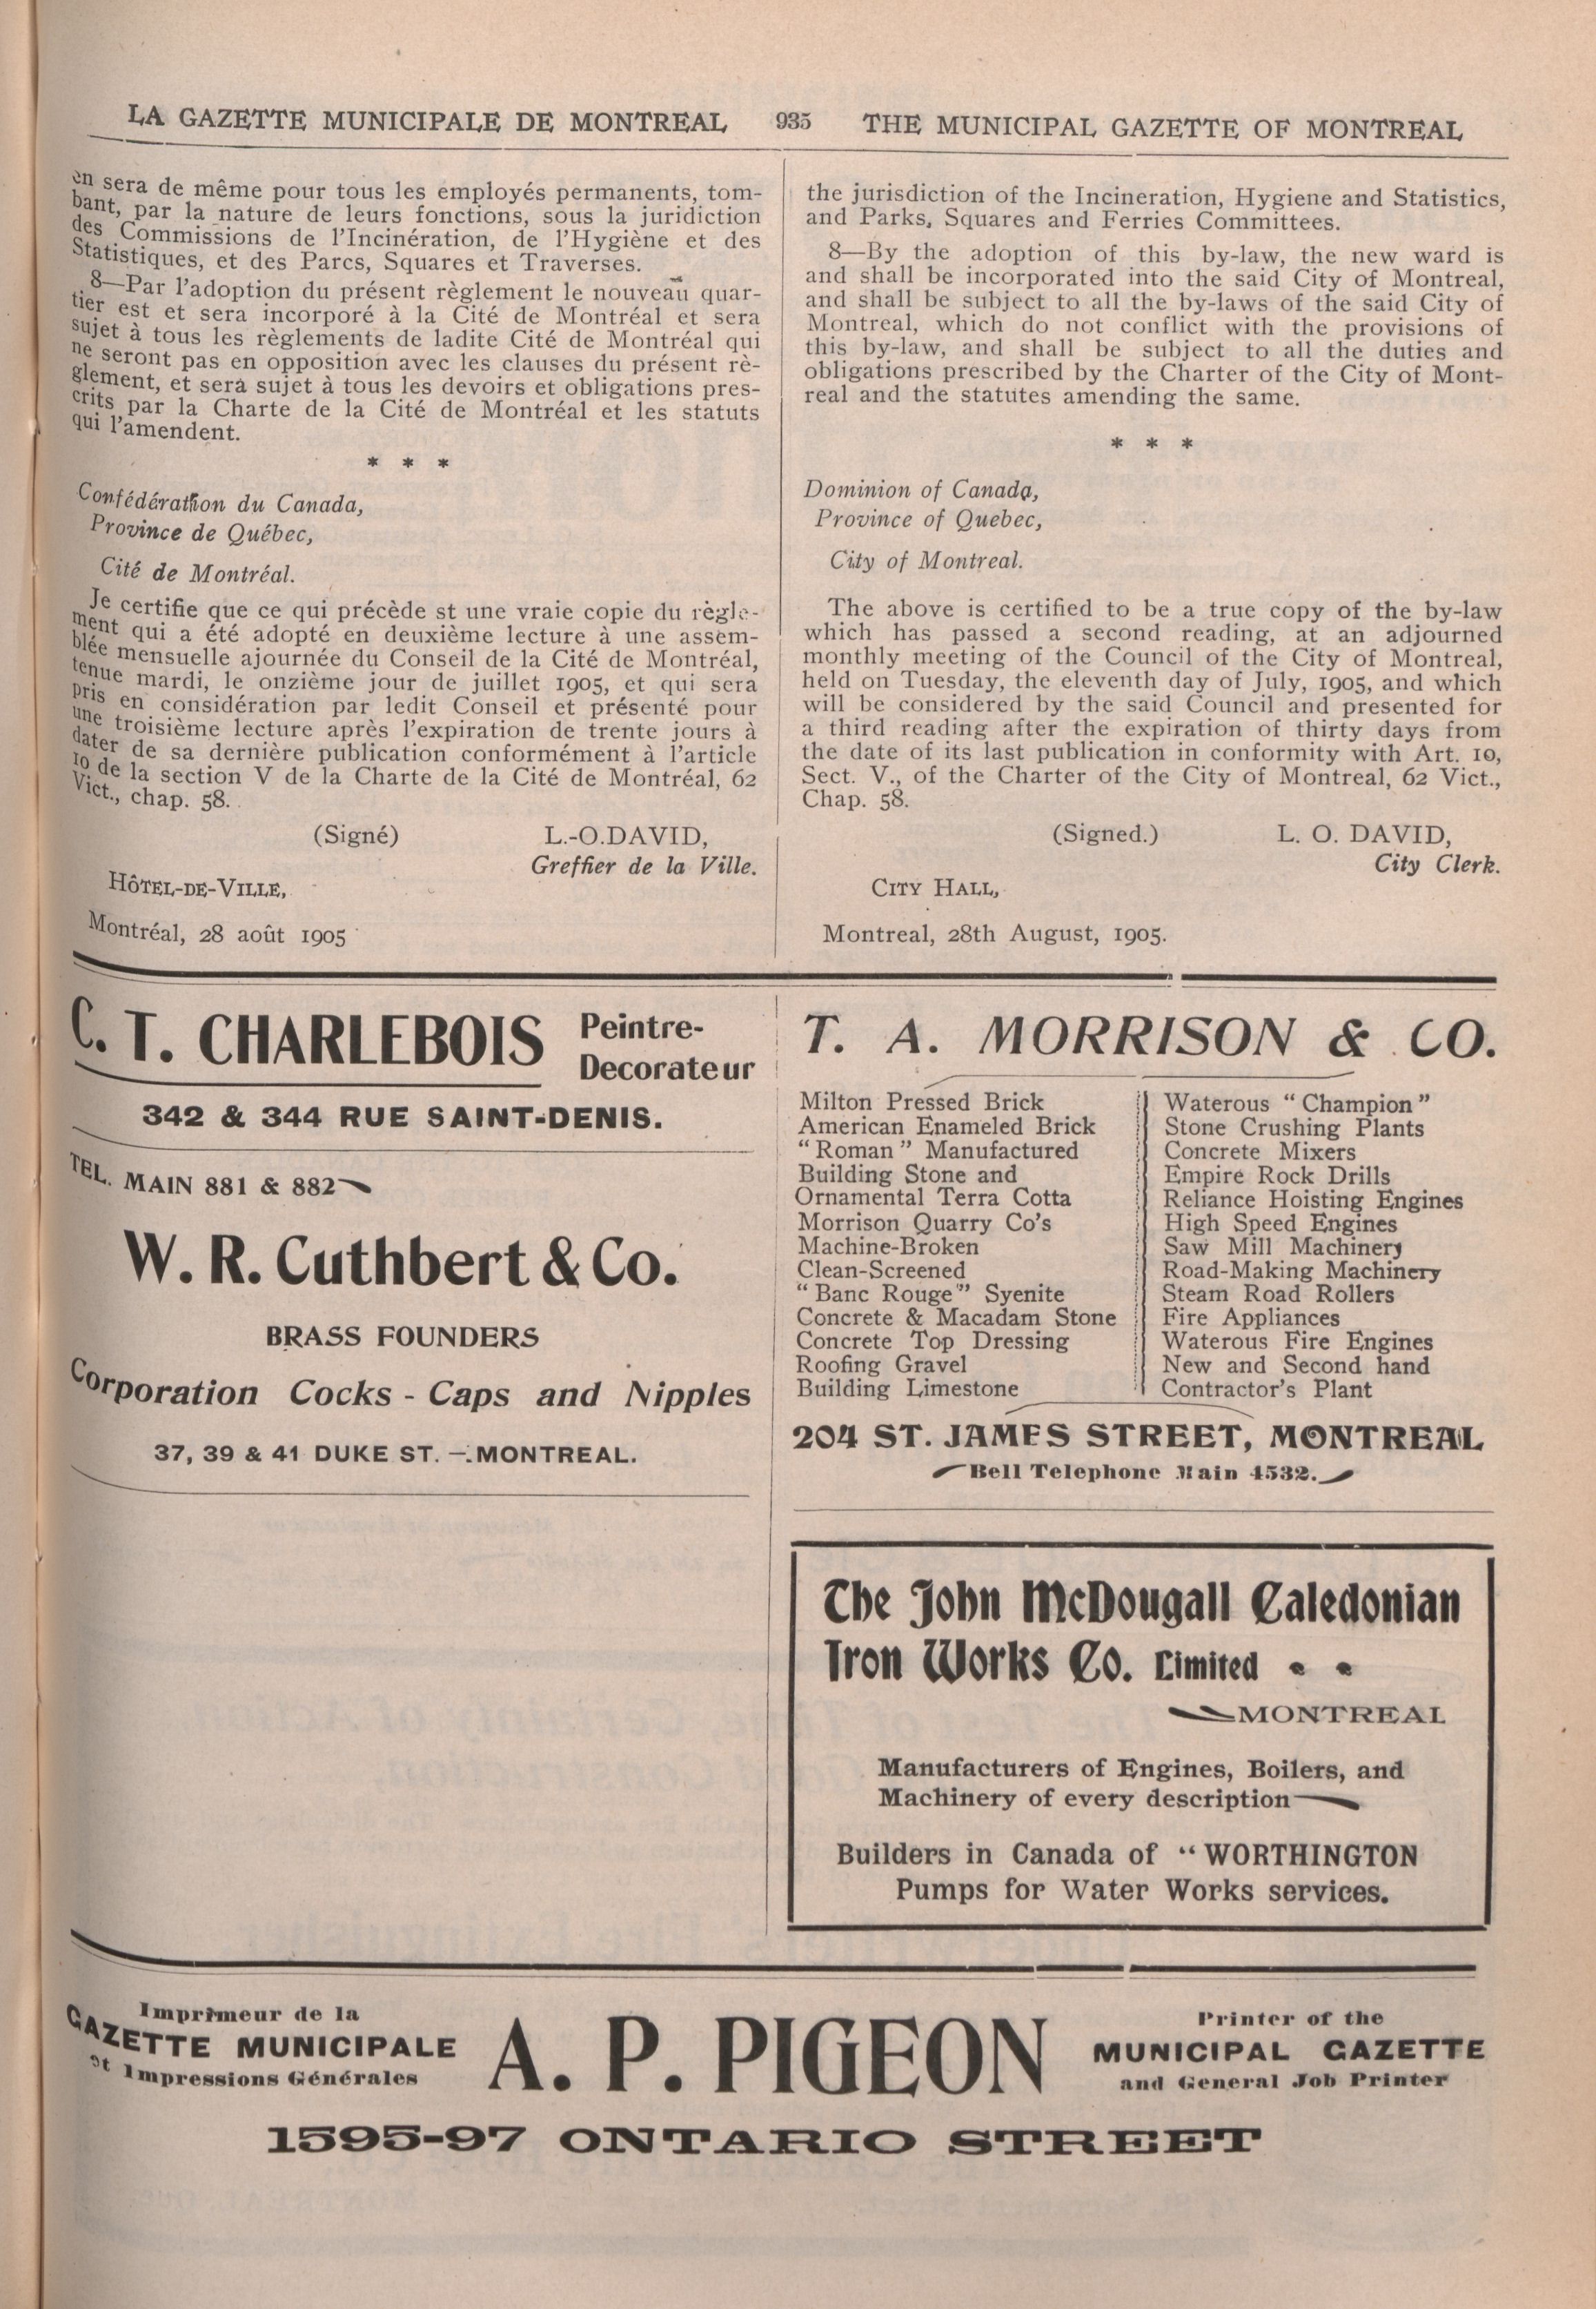 LA GAZETTE MUNICIPALE DE MONTREAL 935 THE MUNICIPAL GAZETTE OF MONTREAL
en sera de même pour tous les employés permanents, tom-
bant, par la nature de leurs fonctions, sous la juridiction
des Commissions de l'Incinération, de l'Hygiène et des
Statistiques, et des Parcs, Squares et Traverses.
8—Par l'adoption du présent règlement le nouveau quar-
tier est et sera incorporé à la Cité de Montréal et sera
sujet à tous les règlements de ladite Cité de Montréal qui
ne seront pas en opposition avec les clauses du présent rè-
glement, et sera sujet à tous les devoirs et obligations pres-
crits par la Charte de la Cité de Montréal et les statuts
qui l'amendent.
* * *
Confédération du Canada,
Province de Québec,
Cité de Montréal.
Je certifie que ce qui précède st une vraie copie du règle-
ment qui a été adopté en deuxième lecture à une assem-
blée mensuelle ajournée du Conseil de la Cité de Montréal,
tenue mardi, le onzième jour de juillet 1905, et qui sera
pris en considération par ledit Conseil et présenté pour
une troisième lecture après l'expiration de trente jours à
dater de sa dernière publication conformément à l'article
10 de la section V de la Charte de la Cité de Montréal, 62
Vict., chap. 58.
(Signé) L.-O.DAVID,
Greffier de la Ville.
HÔTEL-DE-VILLE,
Montréal, 28 août 1905
the jurisdiction of the Incineration, Hygiene and Statistics,
and Parks, Squares and Ferries Committees.
8—By the adoption of this by-law, the new ward is
and shall be incorporated into the said City of Montreal,
and shall be subject to all the by-laws of the said City of
Montreal, which do not conflict with the provisions of
this by-law, and shall be subject to all the duties and
obligations prescribed by the Charter of the City of Mont-
real and the statutes amending the same.
* * *
Dominion of Canada,
Province of Quebec,
City of Montreal.
The above is certified to be a true copy of the by-law
which has passed a second reading, at an adjourned
monthly meeting of the Council of the City of Montreal,
held on Tuesday, the eleventh day of July, 1905, and which
will be considered by the said Council and presented for
a third reading after the expiration of thirty days from
the date of its last publication in conformity with Art. 10,
Sect. V., of the Charter of the City of Montreal, 62 Vict.,
Chap. 58.
(Signed.) L. O. DAVID,
City Clerk.
CITY HALL,
Montreal, 28th August, 1905.
C. T. CHARLEBOIS Peintre-
Decorateur
342 & 344 RUE SAINT-DENIS.
TEL. MAIN 881 & 882
W. R. Cuthbert & Co.
BRASS FOUNDERS
Corporation Cocks - Caps and Nipples
37, 39 & 41 DUKE ST. — MONTREAL.
T. A. MORRISON & CO.
Milton Pressed Brick
American Enameled Brick
"Roman" Manufactured
Building Stone and
Ornamental Terra Cotta
Morrison Quarry Co's
Machine-Broken
Clean-Screened
"Banc Rouge" Syenite
Concrete & Macadam Stone
Concrete Top Dressing
Roofing Gravel
Building Limestone
Waterous "Champion"
Stone Crushing Plants
Concrete Mixers
Empire Rock Drills
Reliance Hoisting Engines
High Speed Engines
Saw Mill Machinery
Road-Making Machinery
Steam Road Rollers
Fire Appliances
Waterous Fire Engines
New and Second hand
Contractor's Plant
204 ST. JAMES STREET, MONTREAL
Bell Telephone Main 4532.
The John McDougall Caledonian
Iron Works Co. Limited
MONTREAL
Manufacturers of Engines, Boilers, and
Machinery of every description
Builders in Canada of "WORTHINGTON
Pumps for Water Works services.
Imprimeur de la
GAZETTE MUNICIPALE
et Impressions Générales
A. P. PIGEON
Printer of the
MUNICIPAL GAZETTE
and General Job Printer
1595-97 ONTARIO STREET